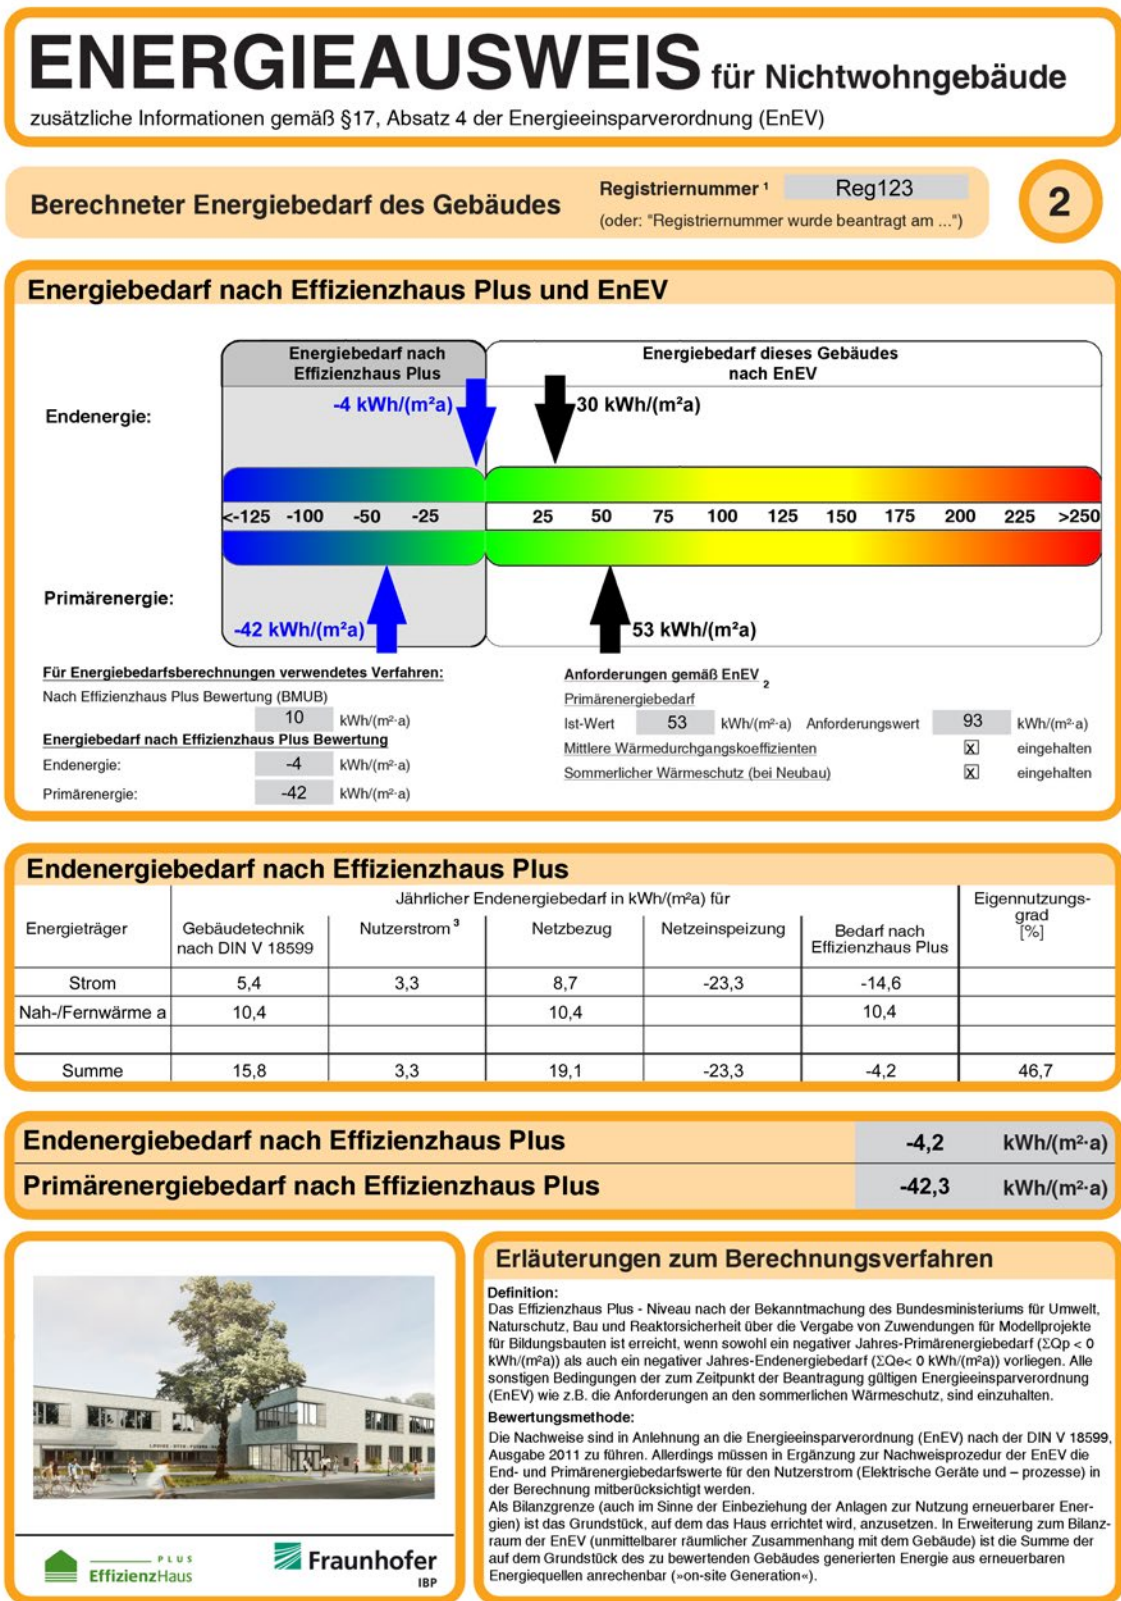 ENERGIEAUSWEIS für Nichtwohngebäude
zusätzliche Informationen gemäß §17, Absatz 4 der Energieeinsparverordnung (EnEV)
Berechneter Energiebedarf des Gebäudes
Registriernummer ¹ Reg123
(oder: "Registriernummer wurde beantragt am ...")
2
Energiebedarf nach Effizienzhaus Plus und EnEV
Energiebedarf nach
Effizienzhaus Plus
Energiebedarf dieses Gebäudes
nach EnEV
Endenergie:
-4 kWh/(m²a)
30 kWh/(m²a)
<-125 -100 -50 -25 25 50 75 100 125 150 175 200 225 >250
Primärenergie:
-42 kWh/(m²a)
53 kWh/(m²a)
Für Energiebedarfsberechnungen verwendetes Verfahren:
Nach Effizienzhaus Plus Bewertung (BMUB)
10 kWh/(m²·a)
Energiebedarf nach Effizienzhaus Plus Bewertung
Endenergie: -4 kWh/(m²·a)
Primärenergie: -42 kWh/(m²·a)
Anforderungen gemäß EnEV 2
Primärenergiebedarf
Ist-Wert 53 kWh/(m²·a) Anforderungswert 93 kWh/(m²·a)
Mittlere Wärmedurchgangskoeffizienten x eingehalten
Sommerlicher Wärmeschutz (bei Neubau) x eingehalten
Endenergiebedarf nach Effizienzhaus Plus
Jährlicher Endenergiebedarf in kWh/(m²a) für
Energieträger
Gebäudetechnik
nach DIN V 18599
Nutzerstrom ³
Netzbezug
Netzeinspeizung
Bedarf nach
Effizienzhaus Plus
Eigennutzungs-
grad
[%]
Strom 5,4 3,3 8,7 -23,3 -14,6
Nah-/Fernwärme a 10,4 10,4 10,4
Summe 15,8 3,3 19,1 -23,3 -4,2 46,7
Endenergiebedarf nach Effizienzhaus Plus -4,2 kWh/(m²·a)
Primärenergiebedarf nach Effizienzhaus Plus -42,3 kWh/(m²·a)
PLUS
EffizienzHaus
Fraunhofer
IBP
Erläuterungen zum Berechnungsverfahren
Definition:
Das Effizienzhaus Plus - Niveau nach der Bekanntmachung des Bundesministeriums für Umwelt,
Naturschutz, Bau und Reaktorsicherheit über die Vergabe von Zuwendungen für Modellprojekte
für Bildungsbauten ist erreicht, wenn sowohl ein negativer Jahres-Primärenergiebedarf (ΣQp < 0
kWh/(m²a)) als auch ein negativer Jahres-Endenergiebedarf (ΣQe< 0 kWh/(m²a)) vorliegen. Alle
sonstigen Bedingungen der zum Zeitpunkt der Beantragung gültigen Energieeinsparverordnung
(EnEV) wie z.B. die Anforderungen an den sommerlichen Wärmeschutz, sind einzuhalten.
Bewertungsmethode:
Die Nachweise sind in Anlehnung an die Energieeinsparverordnung (EnEV) nach der DIN V 18599,
Ausgabe 2011 zu führen. Allerdings müssen in Ergänzung zur Nachweisprozedur der EnEV die
End- und Primärenergiebedarfswerte für den Nutzerstrom (Elektrische Geräte und – prozesse) in
der Berechnung mitberücksichtigt werden.
Als Bilanzgrenze (auch im Sinne der Einbeziehung der Anlagen zur Nutzung erneuerbarer Ener-
gien) ist das Grundstück, auf dem das Haus errichtet wird, anzusetzen. In Erweiterung zum Bilanz-
raum der EnEV (unmittelbarer räumlicher Zusammenhang mit dem Gebäude) ist die Summe der
auf dem Grundstück des zu bewertenden Gebäudes generierten Energie aus erneuerbaren
Energiequellen anrechenbar (»on-site Generation«).